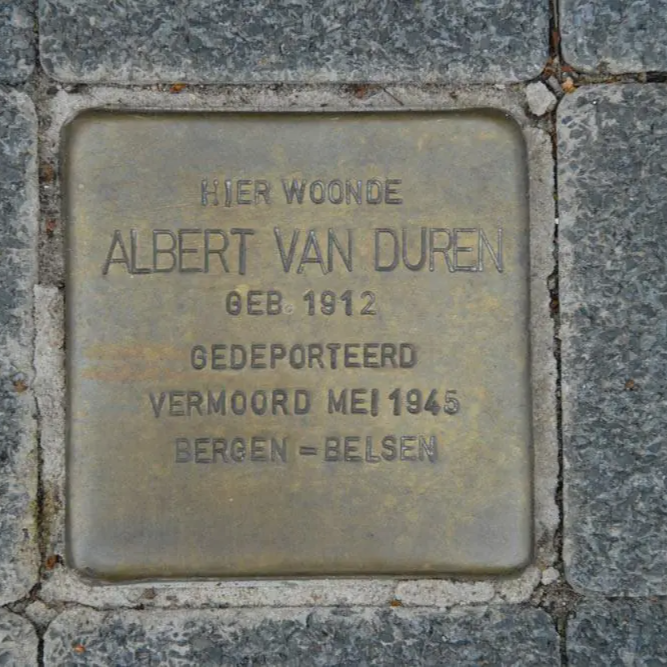 HIER WOONDE
ALBERT VAN DUREN
GEB. 1912
GEDEPORTEERD
VERMOORD MEI 1945
BERGEN - BELSEN